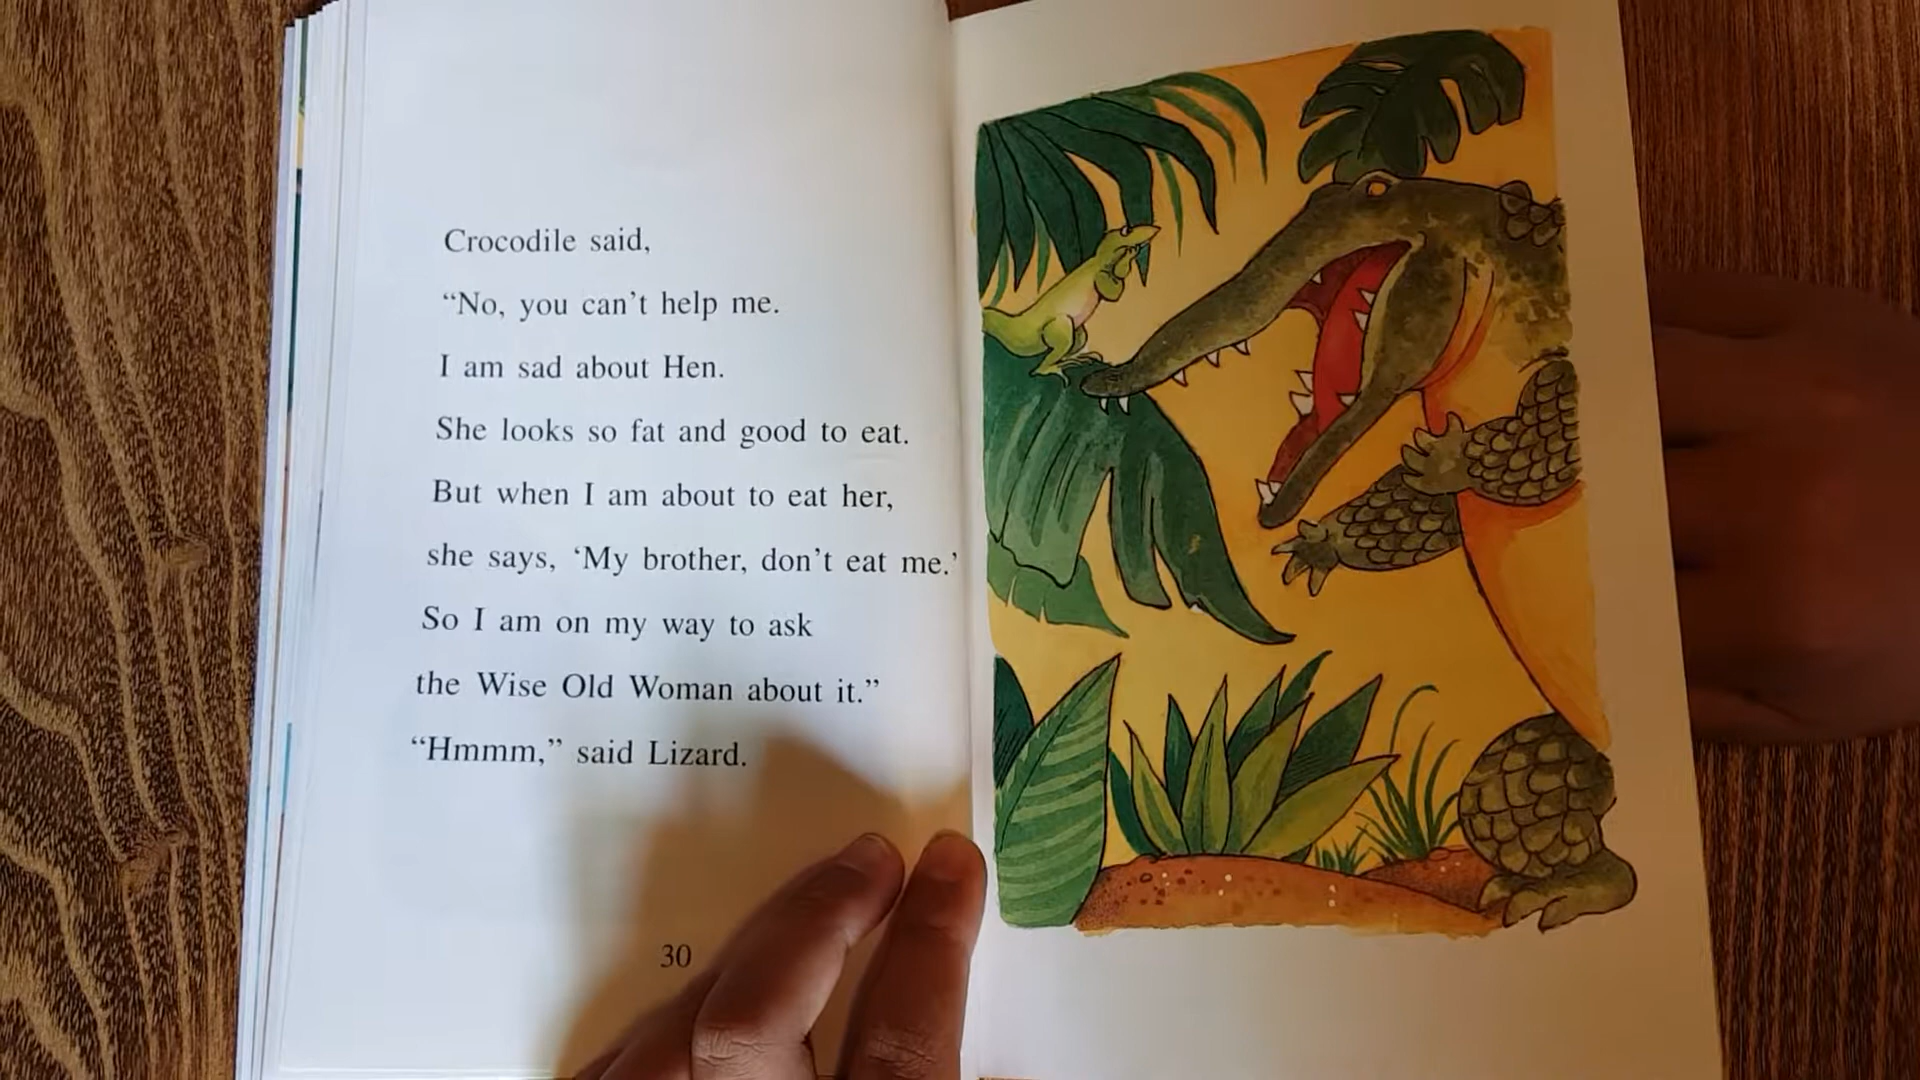 Crocodile said,
“No, you can’t help me.
I am sad about Hen.
She looks so fat and good to eat.
But when I am about to eat her,
she says, ‘My brother, don’t eat me.’
So I am on my way to ask
the Wise Old Woman about it.”
“Hmmm,” said Lizard.
30